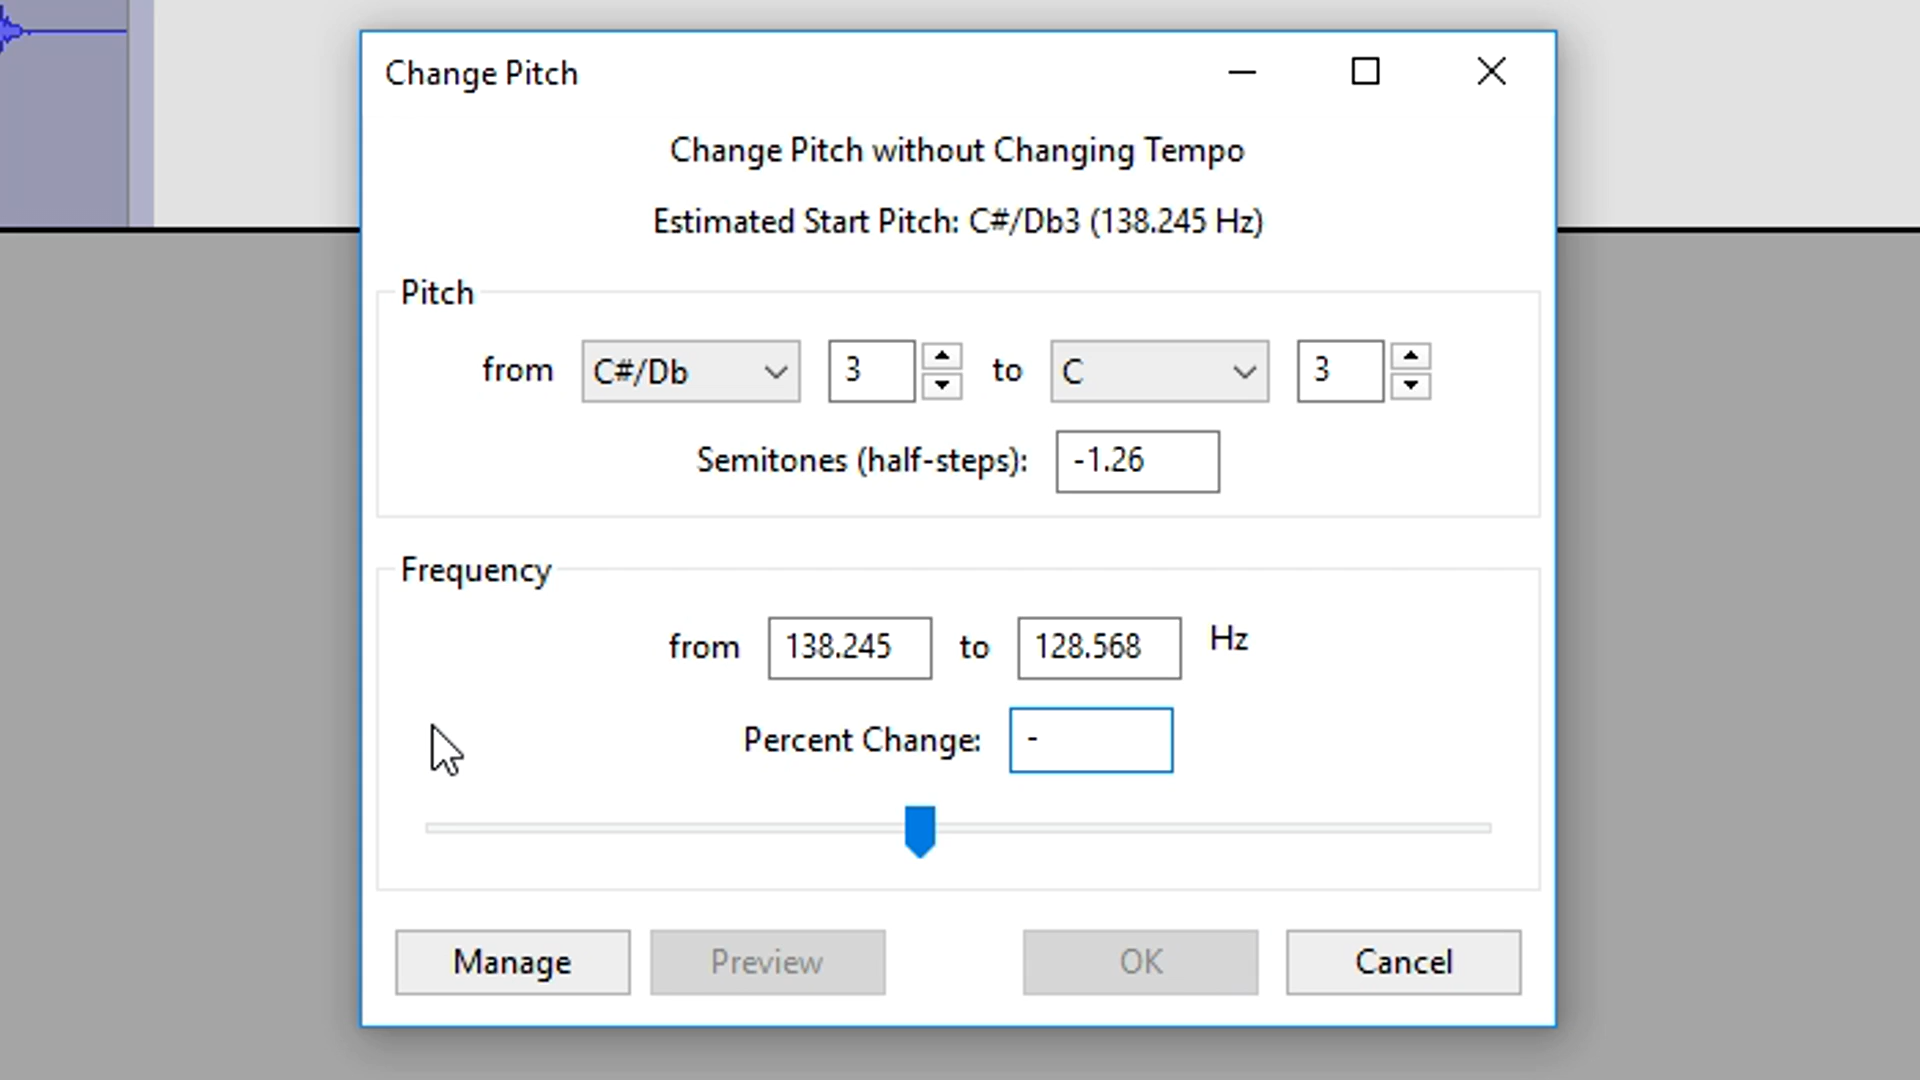 Change Pitch
Change Pitch without Changing Tempo
Estimated Start Pitch: C#/Db3 (138.245 Hz)
Pitch
from C#/Db 3 to C 3
Semitones (half-steps): -1.26
Frequency
from 138.245 to 128.568 Hz
Percent Change: -
Manage Preview OK Cancel